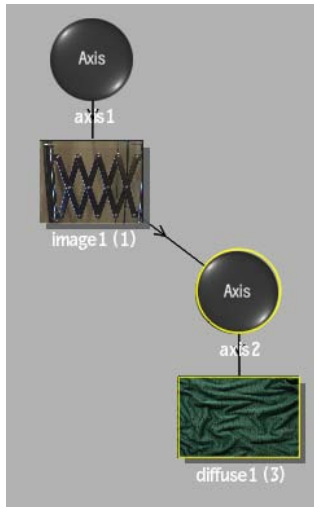 Axis
axis1
image1 (1)
Axis
axis2
diffuse1 (3)